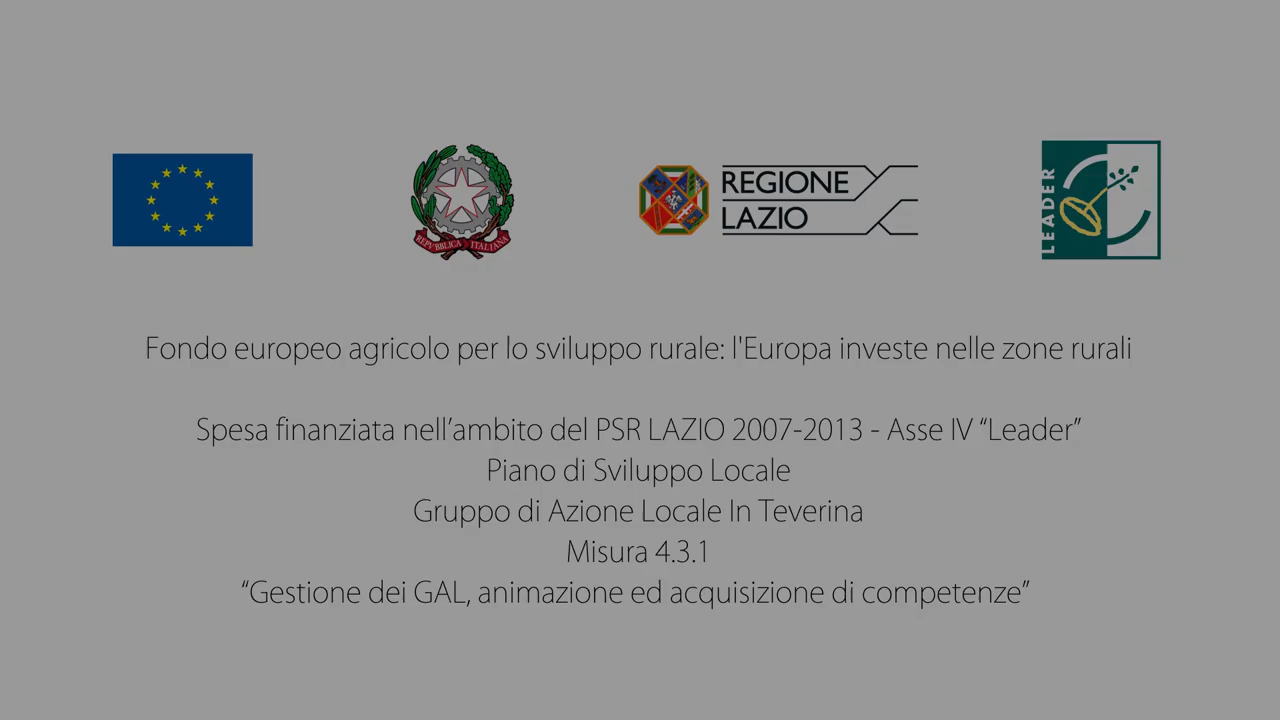 REPVBBLICA ITALIANA
REGIONE
LAZIO
LEADER
Fondo europeo agricolo per lo sviluppo rurale: l'Europa investe nelle zone rurali
Spesa finanziata nell’ambito del PSR LAZIO 2007-2013 - Asse IV “Leader”
Piano di Sviluppo Locale
Gruppo di Azione Locale In Teverina
Misura 4.3.1
“Gestione dei GAL, animazione ed acquisizione di competenze”